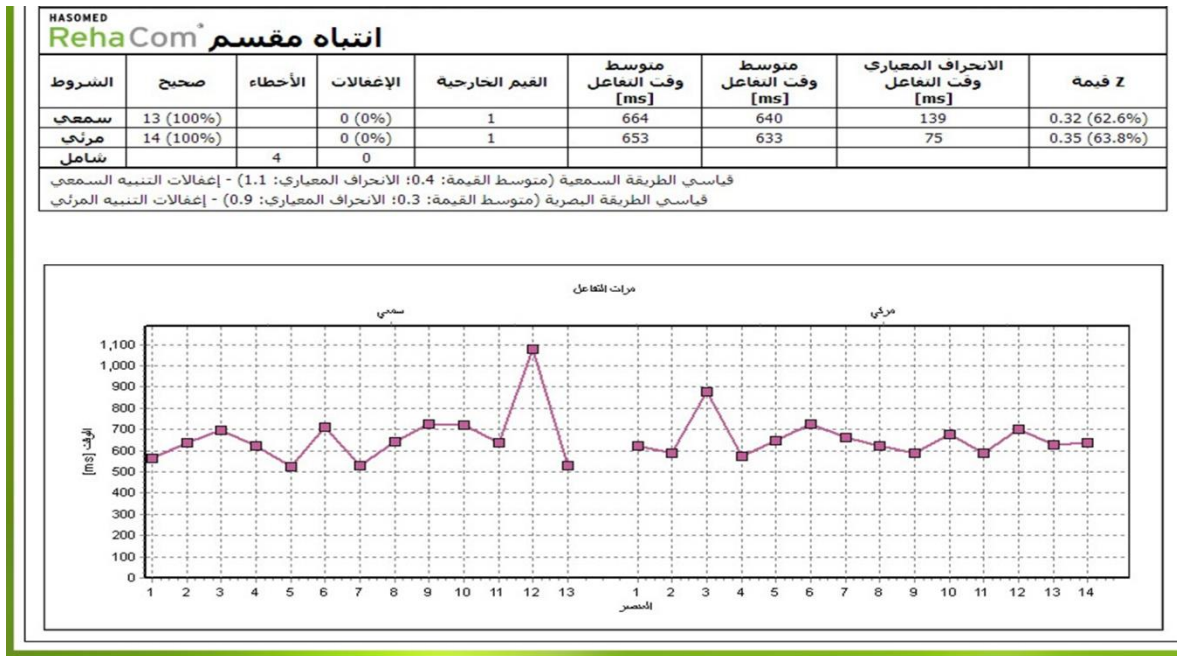 HASOMED
RehaCom® انتباه مقسم
الشروط	صحيح	الأخطاء	الإغفالات	القيم الخارجية	متوسط وقت التفاعل [ms]	متوسط وقت التفاعل [ms]	الانحراف المعياري وقت التفاعل [ms]	Z قيمة
سمعي	13 (100%)		0 (0%)	1	664	640	139	0.32 (62.6%)
مرئي	14 (100%)		0 (0%)	1	653	633	75	0.35 (63.8%)
شامل		4	0
قياسي الطريقة السمعية (متوسط القيمة: 0.4؛ الانحراف المعياري: 1.1) - إغفالات التنبيه السمعي
قياسي الطريقة البصرية (متوسط القيمة: 0.3؛ الانحراف المعياري: 0.9) - إغفالات التنبيه المرئي
مرات التفاعل
سمعي	مرئي
1,100
1,000
900
800
700
600
500
400
300
200
100
0
الوقت [ms]
1 2 3 4 5 6 7 8 9 10 11 12 13 1 2 3 4 5 6 7 8 9 10 11 12 13 14
العنصر